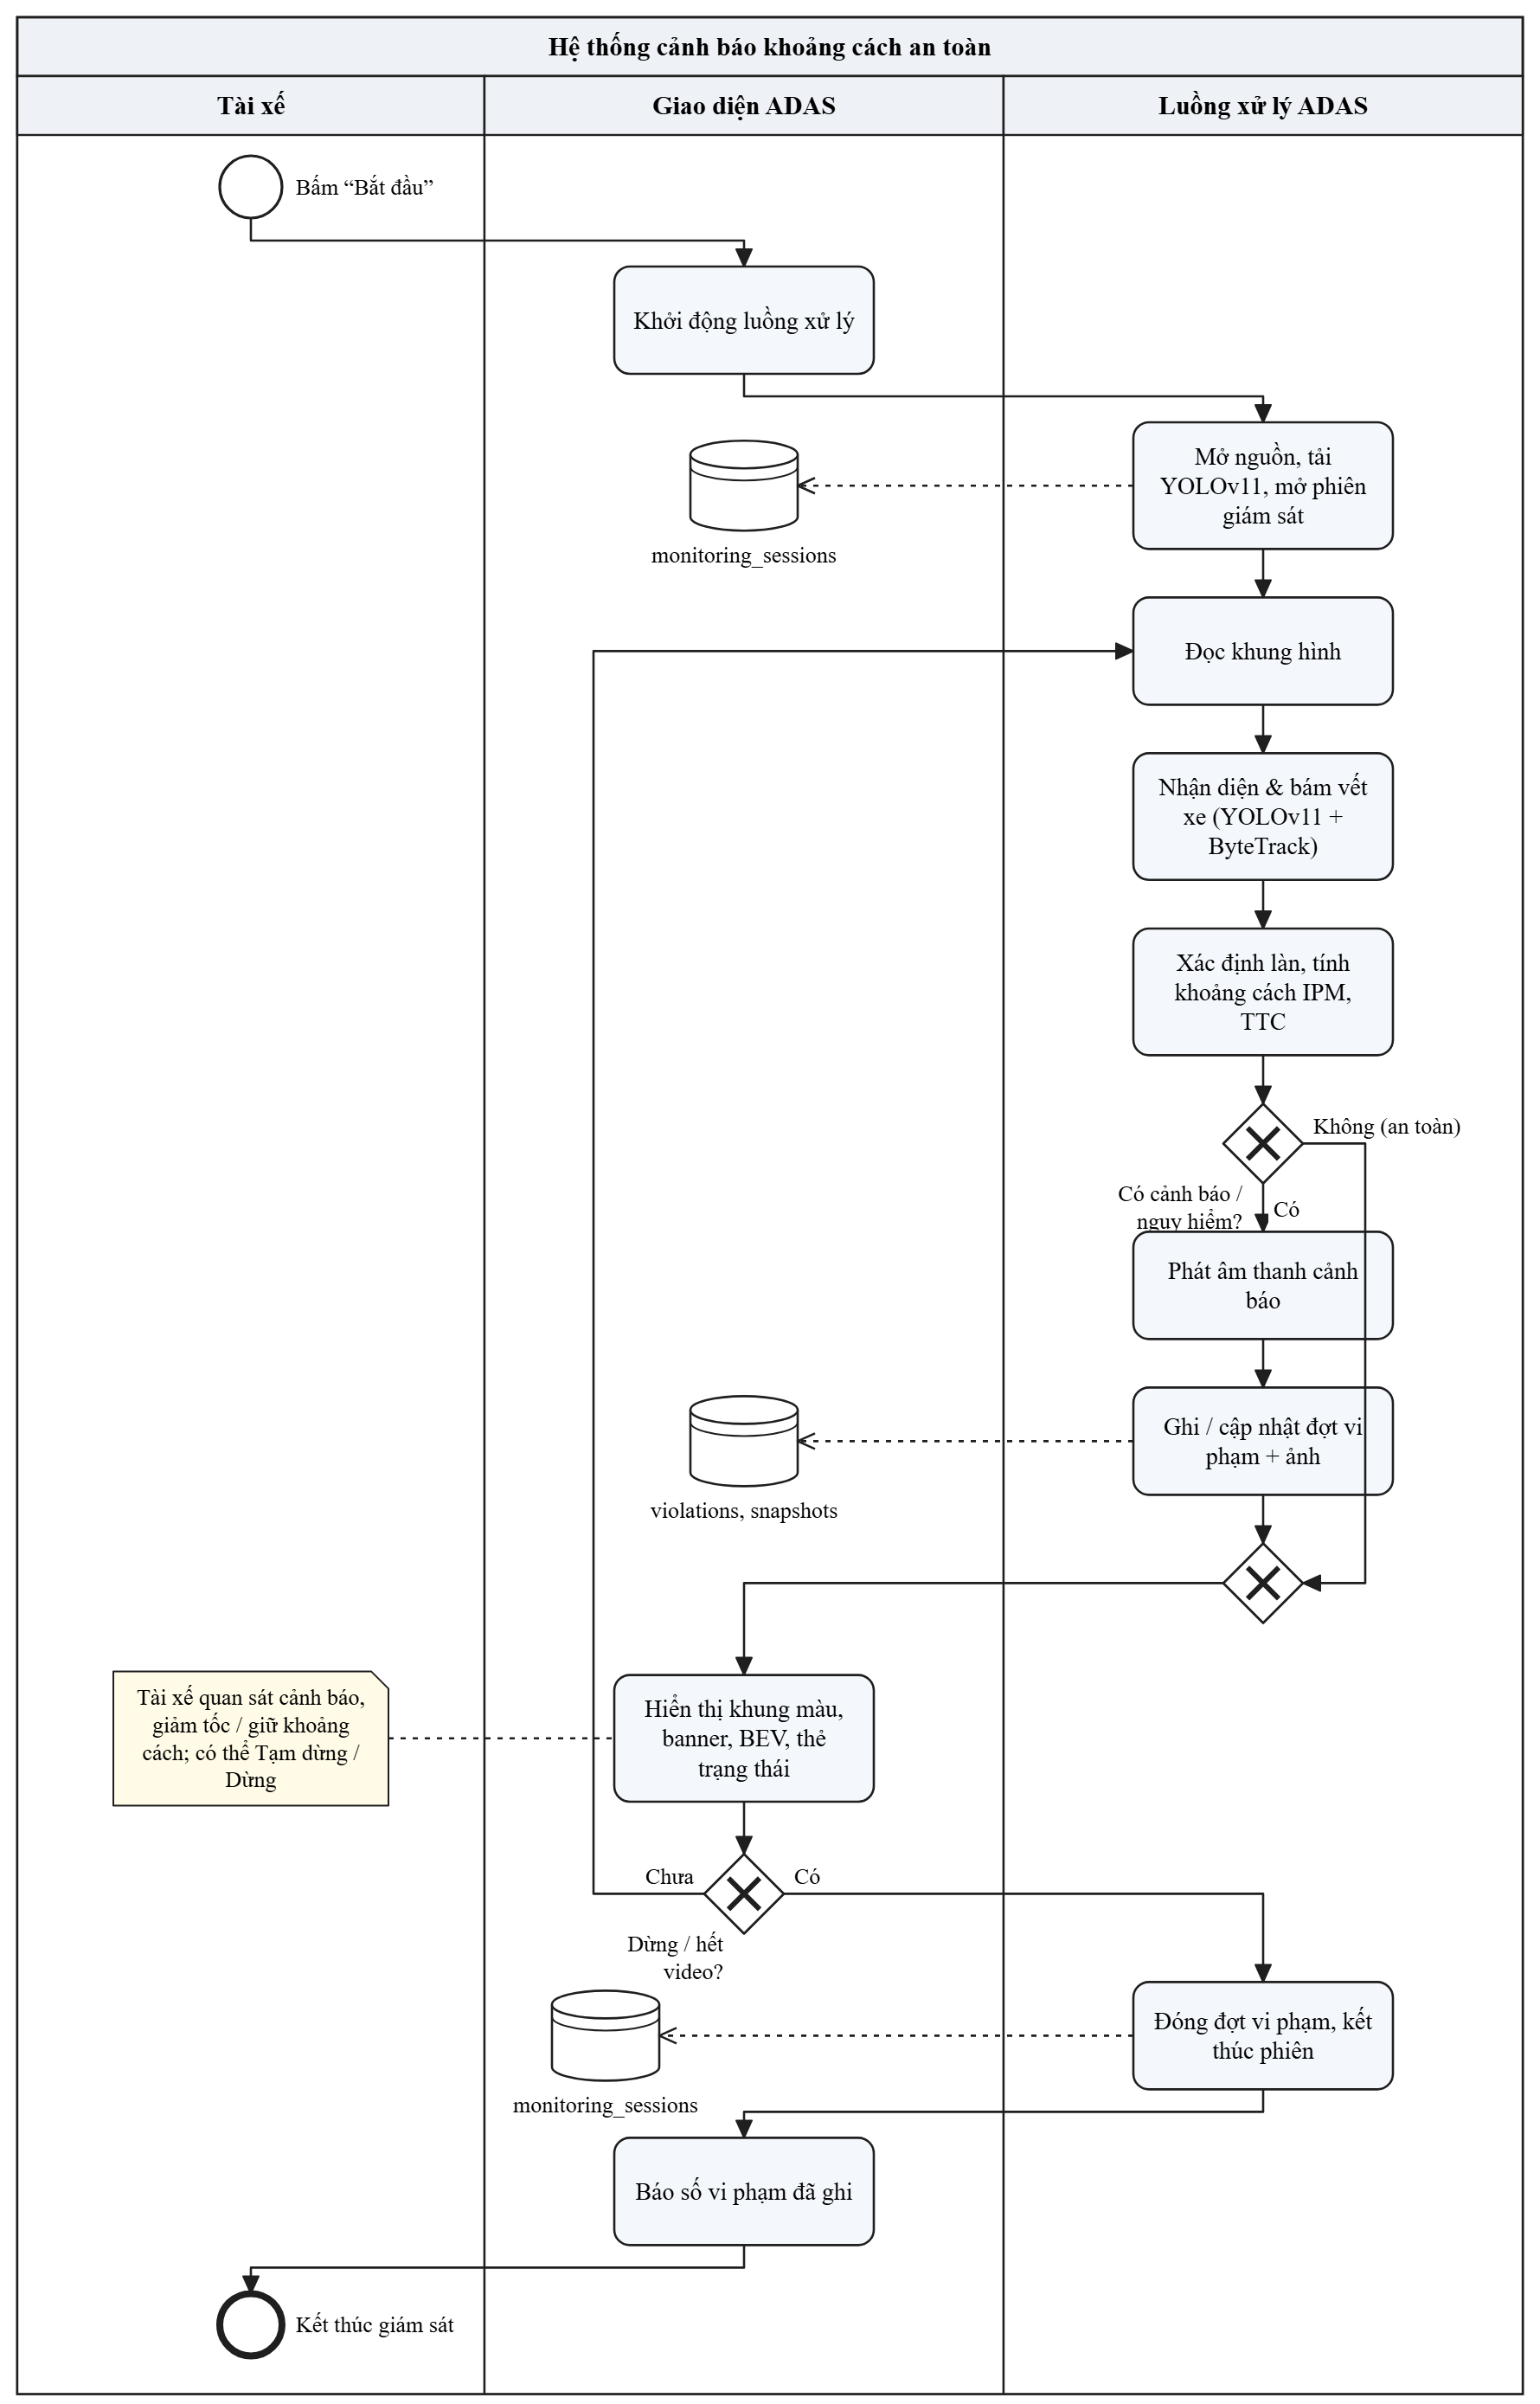 Hệ thống cảnh báo khoảng cách an toàn
Tài xế
Giao diện ADAS
Luồng xử lý ADAS
Bấm “Bắt đầu”
Khởi động luồng xử lý
Mở nguồn, tải
YOLOv11, mở phiên
giám sát
monitoring_sessions
Đọc khung hình
Nhận diện & bám vết
xe (YOLOv11 +
ByteTrack)
Xác định làn, tính
khoảng cách IPM,
TTC
Không (an toàn)
Có cảnh báo /
nguy hiểm?
Có
Phát âm thanh cảnh
báo
Ghi / cập nhật đợt vi
phạm + ảnh
violations, snapshots
Tài xế quan sát cảnh báo,
giảm tốc / giữ khoảng
cách; có thể Tạm dừng /
Dừng
Hiển thị khung màu,
banner, BEV, thẻ
trạng thái
Chưa
Có
Dừng / hết
video?
Đóng đợt vi phạm, kết
thúc phiên
monitoring_sessions
Báo số vi phạm đã ghi
Kết thúc giám sát